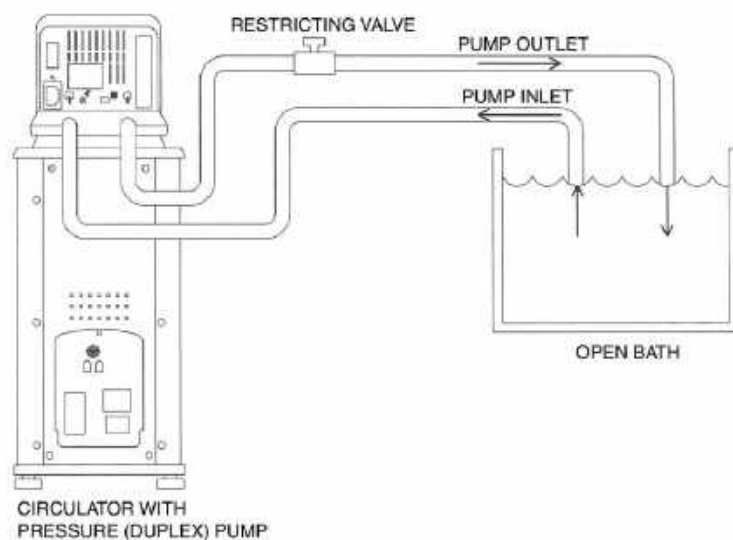 RESTRICTING VALVE
PUMP OUTLET
PUMP INLET
OPEN BATH
CIRCULATOR WITH
PRESSURE (DUPLEX) PUMP